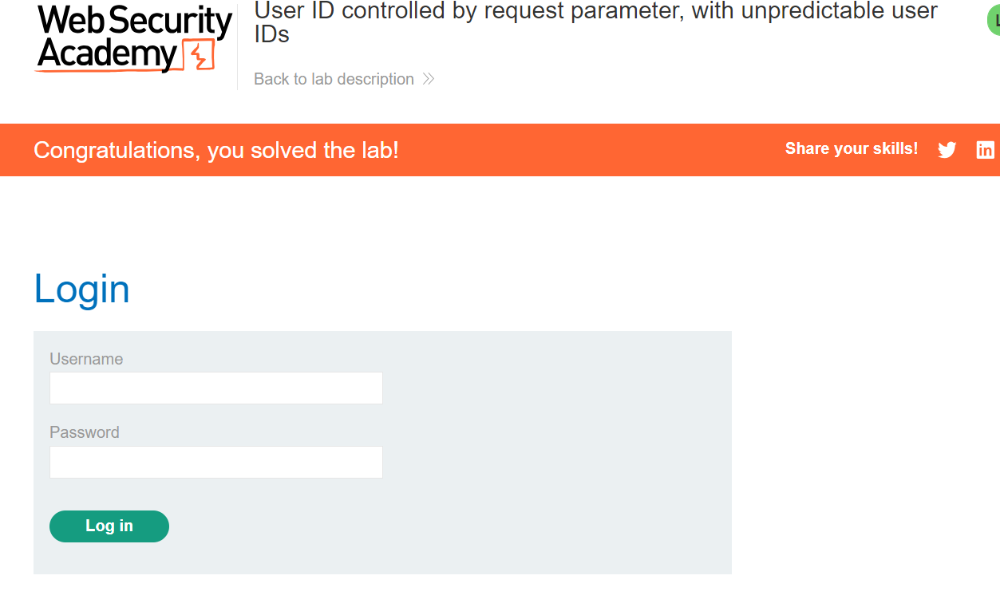 Web Security
Academy
User ID controlled by request parameter, with unpredictable user
IDs
Back to lab description
Congratulations, you solved the lab!
Share your skills!
in
Login
Username
Password
Log in